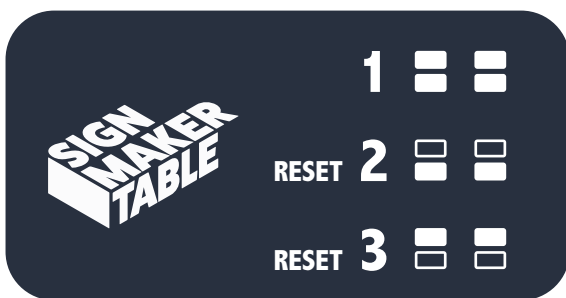 SIGN
MAKER
TABLE
1
RESET 2
RESET 3